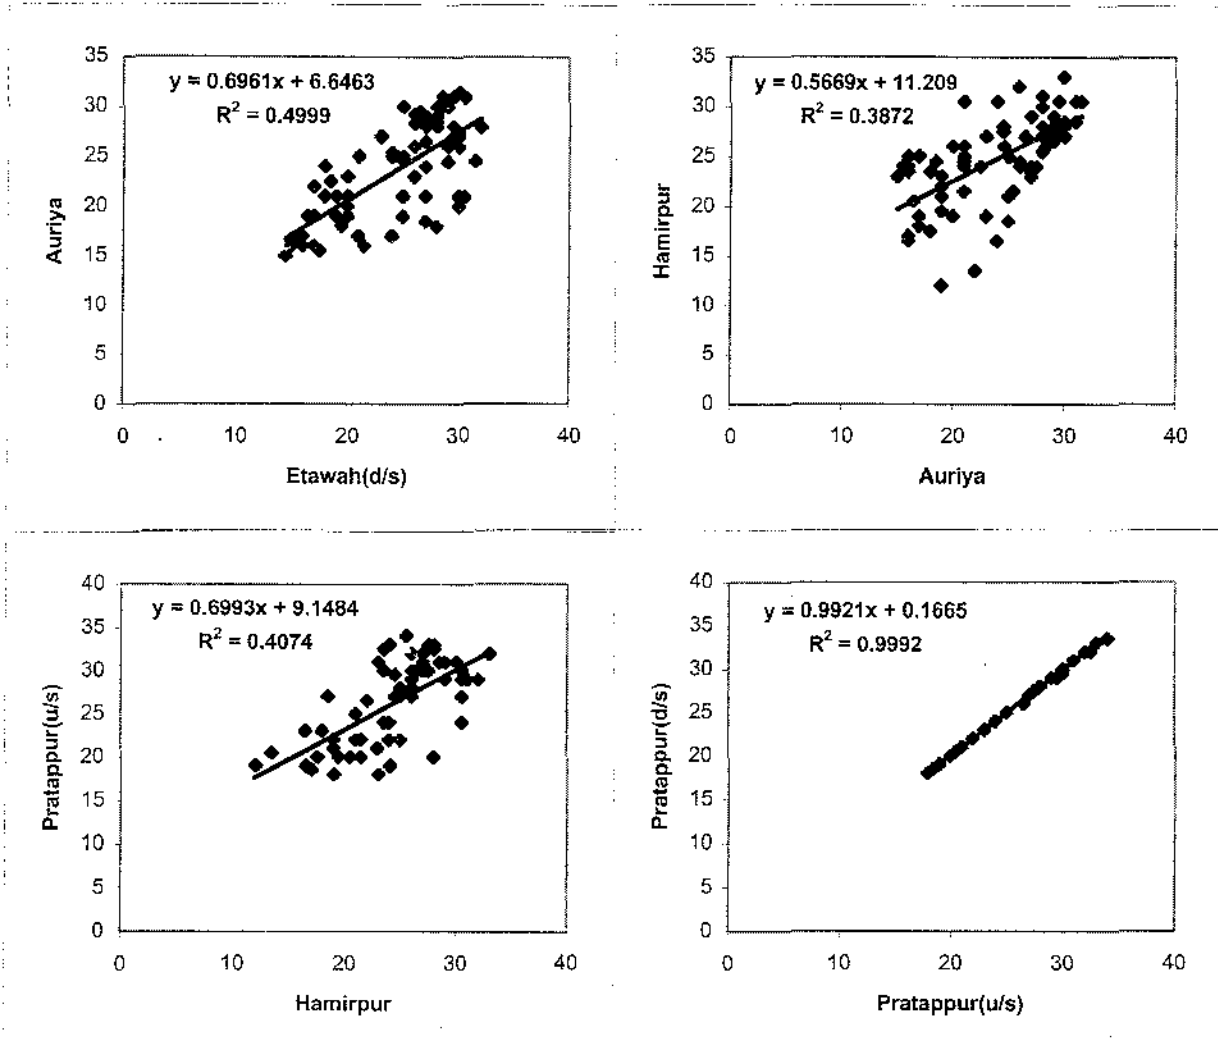 35
30
25
20
15
10
5
0
y = 0.6961x + 6.6463
R² = 0.4999
Auriya
0 10 20 30 40
Etawah(d/s)
35
30
25
20
15
10
5
0
y = 0.5669x + 11.209
R² = 0.3872
Hamirpur
0 10 20 30 40
Auriya
40
35
30
25
20
15
10
5
0
y = 0.6993x + 9.1484
R² = 0.4074
Pratappur(u/s)
0 10 20 30 40
Hamirpur
40
35
30
25
20
15
10
5
0
y = 0.9921x + 0.1665
R² = 0.9992
Pratappur(d/s)
0 10 20 30 40
Pratappur(u/s)